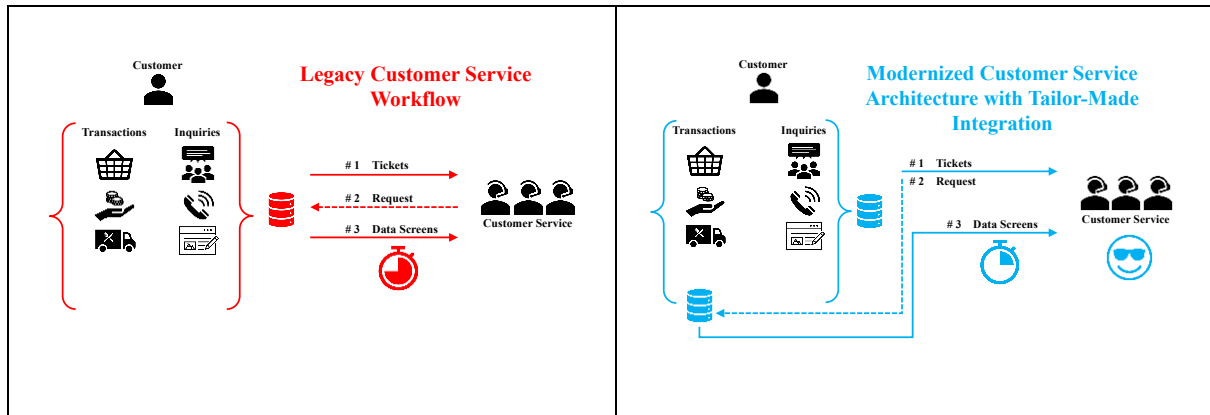 Customer
Legacy Customer Service
Workflow
Transactions
Inquiries
# 1 Tickets
# 2 Request
# 3 Data Screens
Customer Service
Customer
Modernized Customer Service
Architecture with Tailor-Made
Integration
Transactions
Inquiries
# 1 Tickets
# 2 Request
# 3 Data Screens
Customer Service